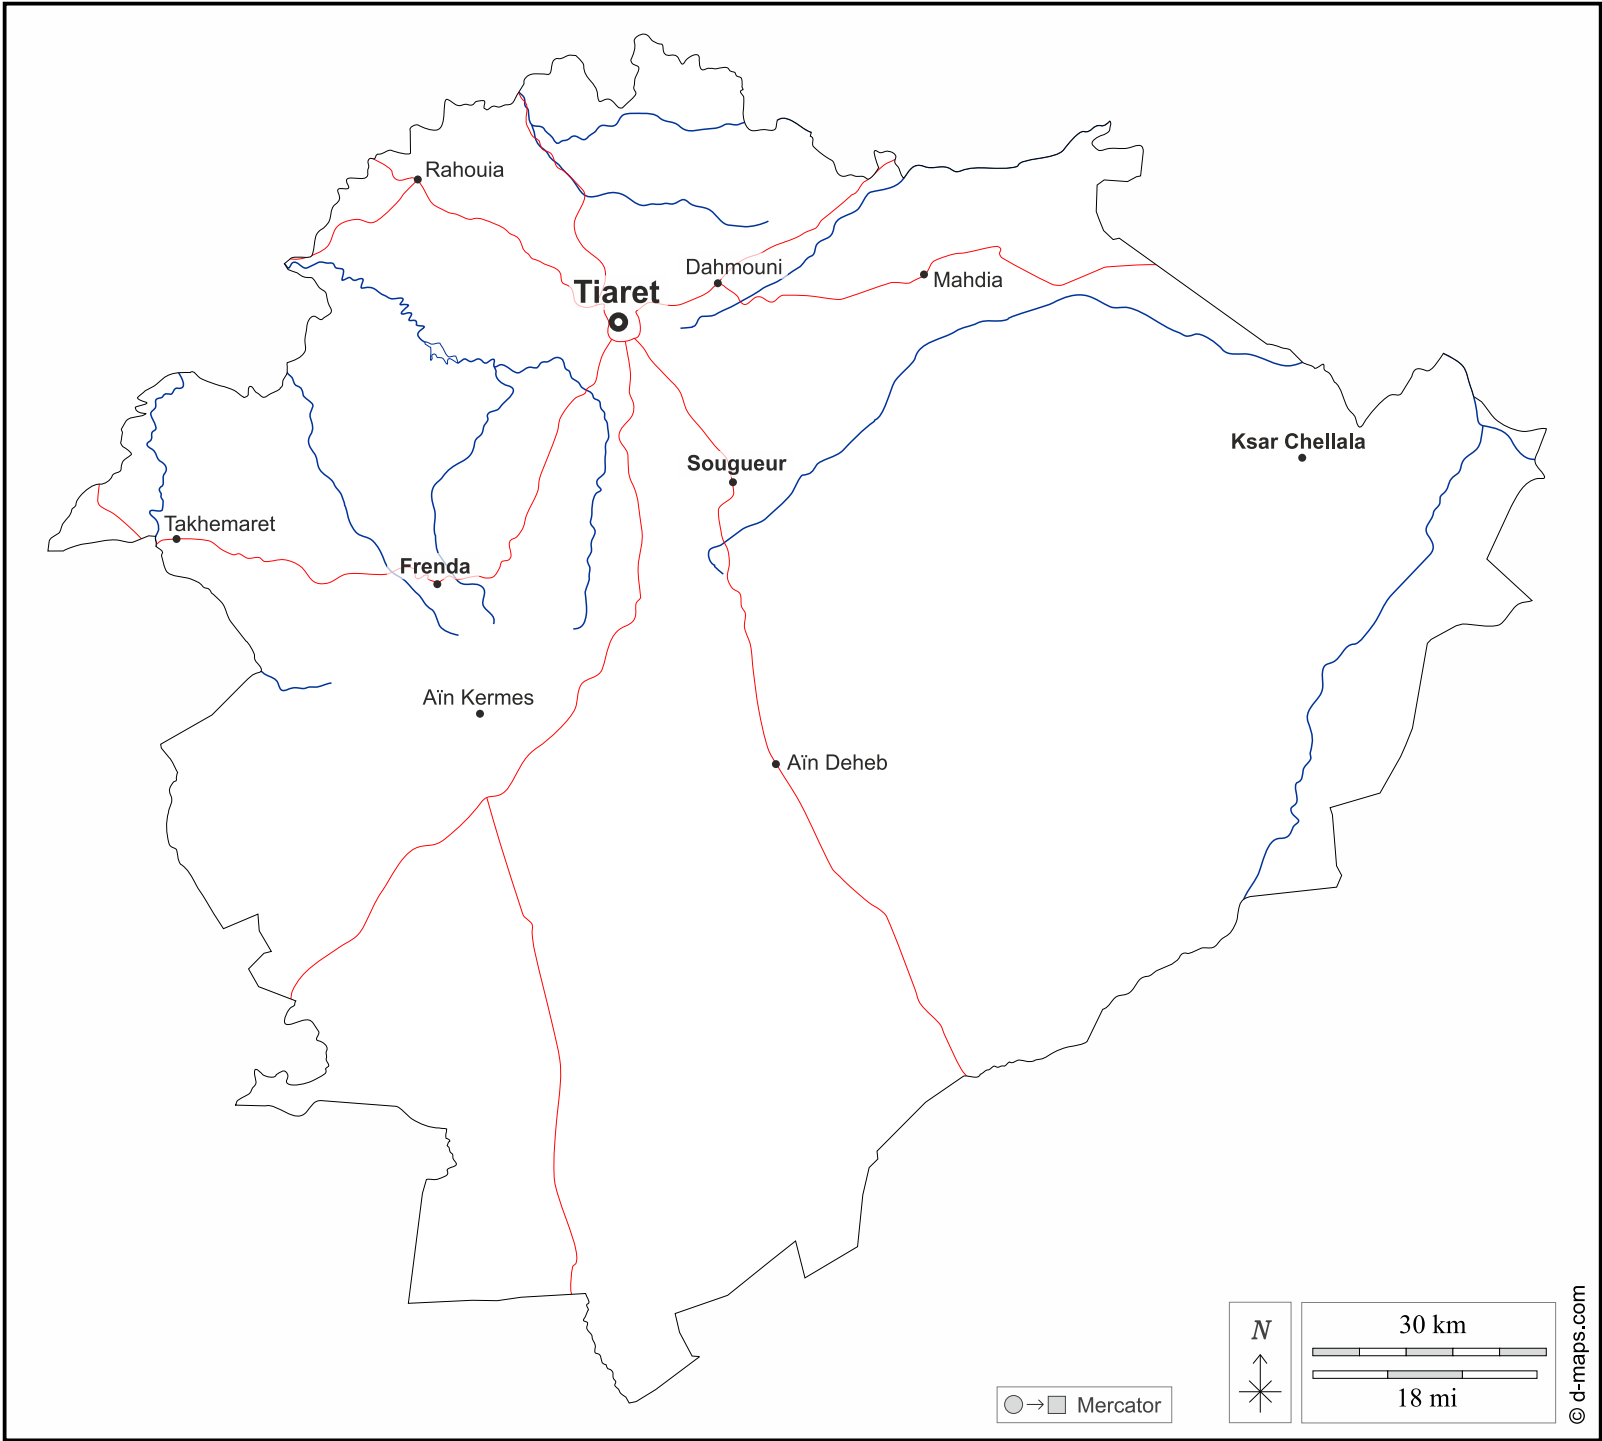 Rahouia
Dahmouni
Mahdia
Tiaret
Ksar Chellala
Sougueur
Takhemaret
Frenda
Aïn Kermes
Aïn Deheb
N
30 km
18 mi
Mercator
© d-maps.com